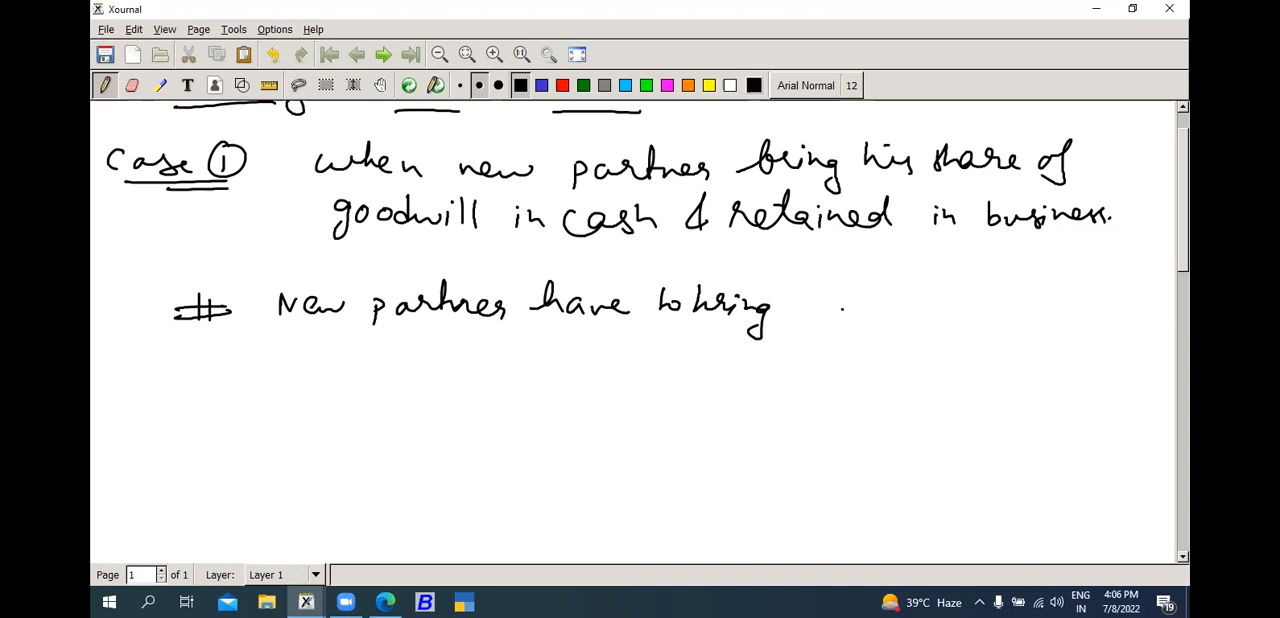 Xournal
File Edit View Page Tools Options Help
Arial Normal 12
Case ① When new partner bring his share of
goodwill in cash & retained in business.
# New partner have to bring
Page 1 of 1 Layer: Layer 1
39°C Haze ENG 4:06 PM
IN 7/8/2022 19